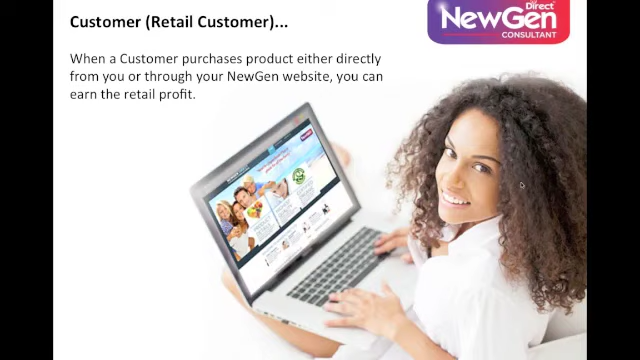 Customer (Retail Customer)...
Direct
NewGen
CONSULTANT
When a Customer purchases product either directly
from you or through your NewGen website, you can
earn the retail profit.